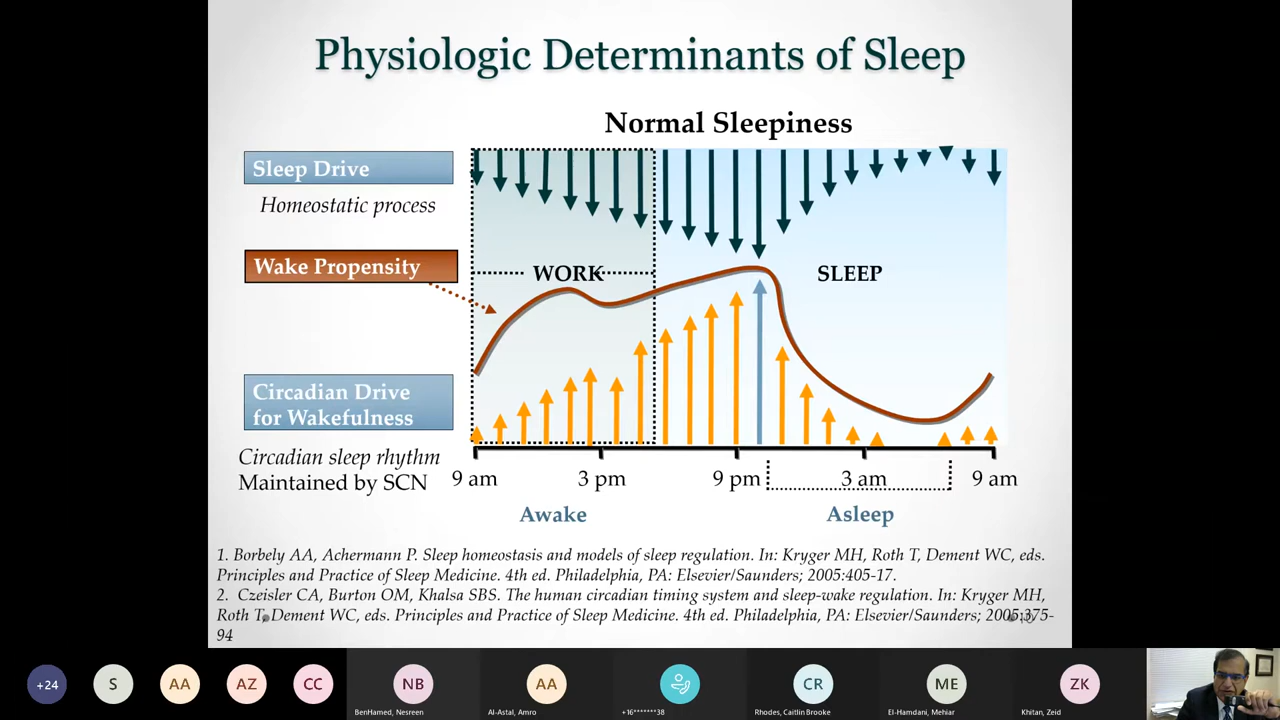 Physiologic Determinants of Sleep
Normal Sleepiness
Sleep Drive
Homeostatic process
Wake Propensity
WORK
SLEEP
Circadian Drive
for Wakefulness
Circadian sleep rhythm
Maintained by SCN
9 am
3 pm
9 pm
3 am
9 am
Awake
Asleep
1. Borbely AA, Achermann P. Sleep homeostasis and models of sleep regulation. In: Kryger MH, Roth T, Dement WC, eds.
Principles and Practice of Sleep Medicine. 4th ed. Philadelphia, PA: Elsevier/Saunders; 2005:405-17.
2. Czeisler CA, Burton OM, Khalsa SBS. The human circadian timing system and sleep-wake regulation. In: Kryger MH,
Roth T, Dement WC, eds. Principles and Practice of Sleep Medicine. 4th ed. Philadelphia, PA: Elsevier/Saunders; 2005:375-
94
+24
S
AA
AZ
CC
NB
BenHamed, Nesreen
AA
Al-Astal, Amro
+16*******38
CR
Rhodes, Caitlin Brooke
ME
El-Hamdani, Mehiar
ZK
Khitan, Zeid